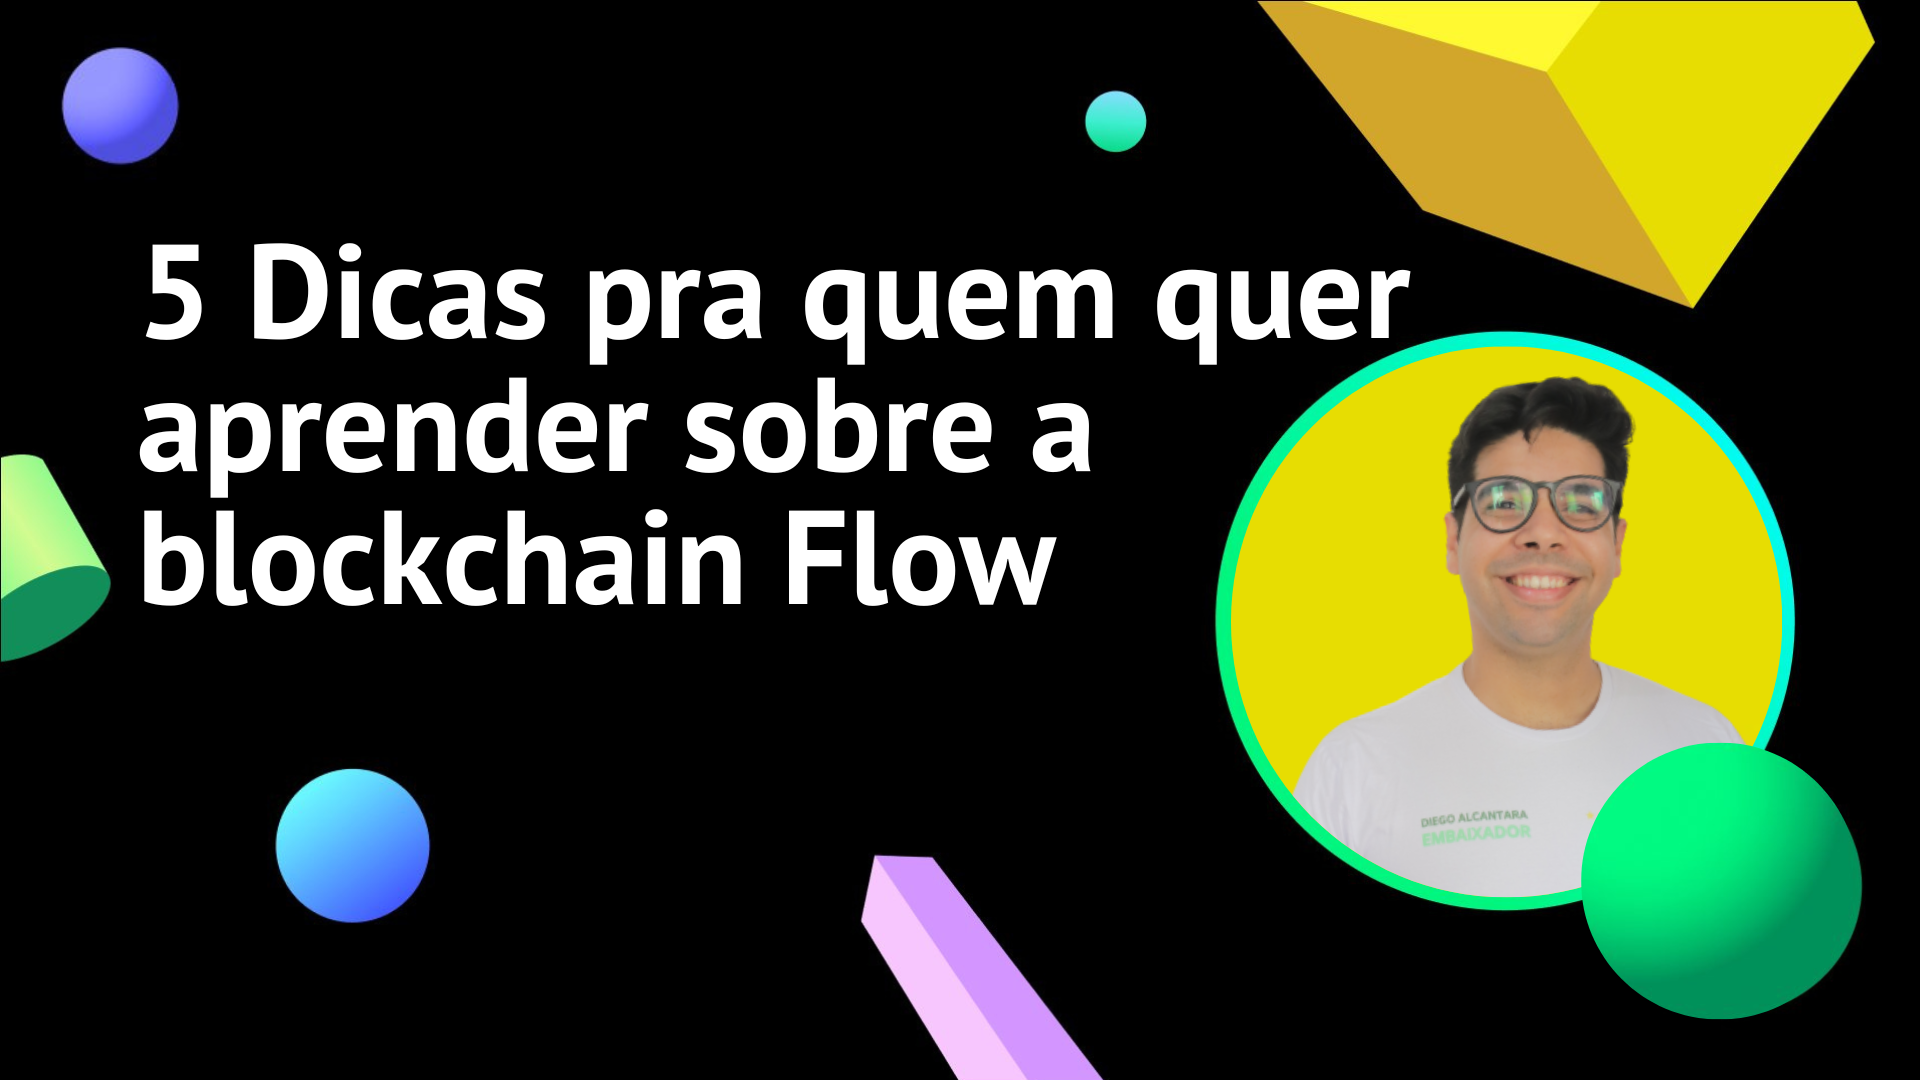 5 Dicas pra quem quer
aprender sobre a
blockchain Flow
DIEGO ALCANTARA
EMBAIXADOR